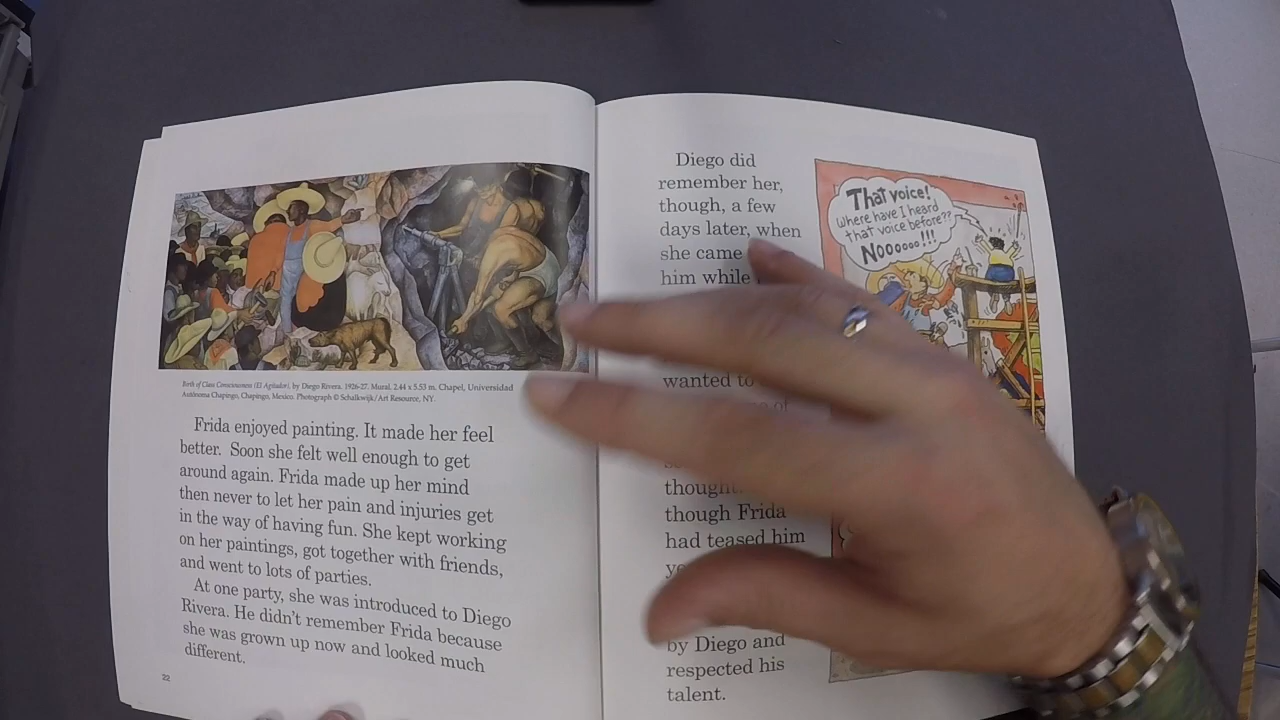 Birth of Class Consciousness (El Agitador), by Diego Rivera. 1926-27. Mural, 2.44 x 5.53 m. Chapel, Universidad
Autónoma Chapingo, Chapingo, Mexico. Photograph © Schalkwijk/Art Resource, NY.
Frida enjoyed painting. It made her feel
better. Soon she felt well enough to get
around again. Frida made up her mind
then never to let her pain and injuries get
in the way of having fun. She kept working
on her paintings, got together with friends,
and went to lots of parties.
At one party, she was introduced to Diego
Rivera. He didn't remember Frida because
she was grown up now and looked much
different.
22
Diego did
remember her,
though, a few
days later, when
she came
him while
wanted to
of
thought.
though Frida
had teased him
by Diego and
respected his
talent.
That voice!
Where have I heard
that voice before??
Noooooo!!!